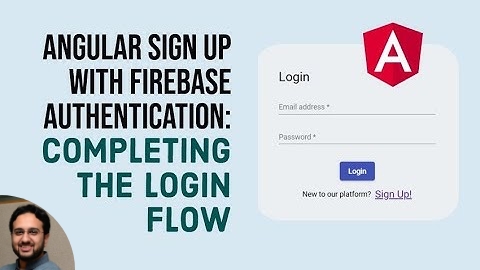 ANGULAR SIGN UP
WITH FIREBASE
AUTHENTICATION:
COMPLETING
THE LOGIN
FLOW
A
Login
Email address *
Password *
Login
New to our platform? Sign Up!